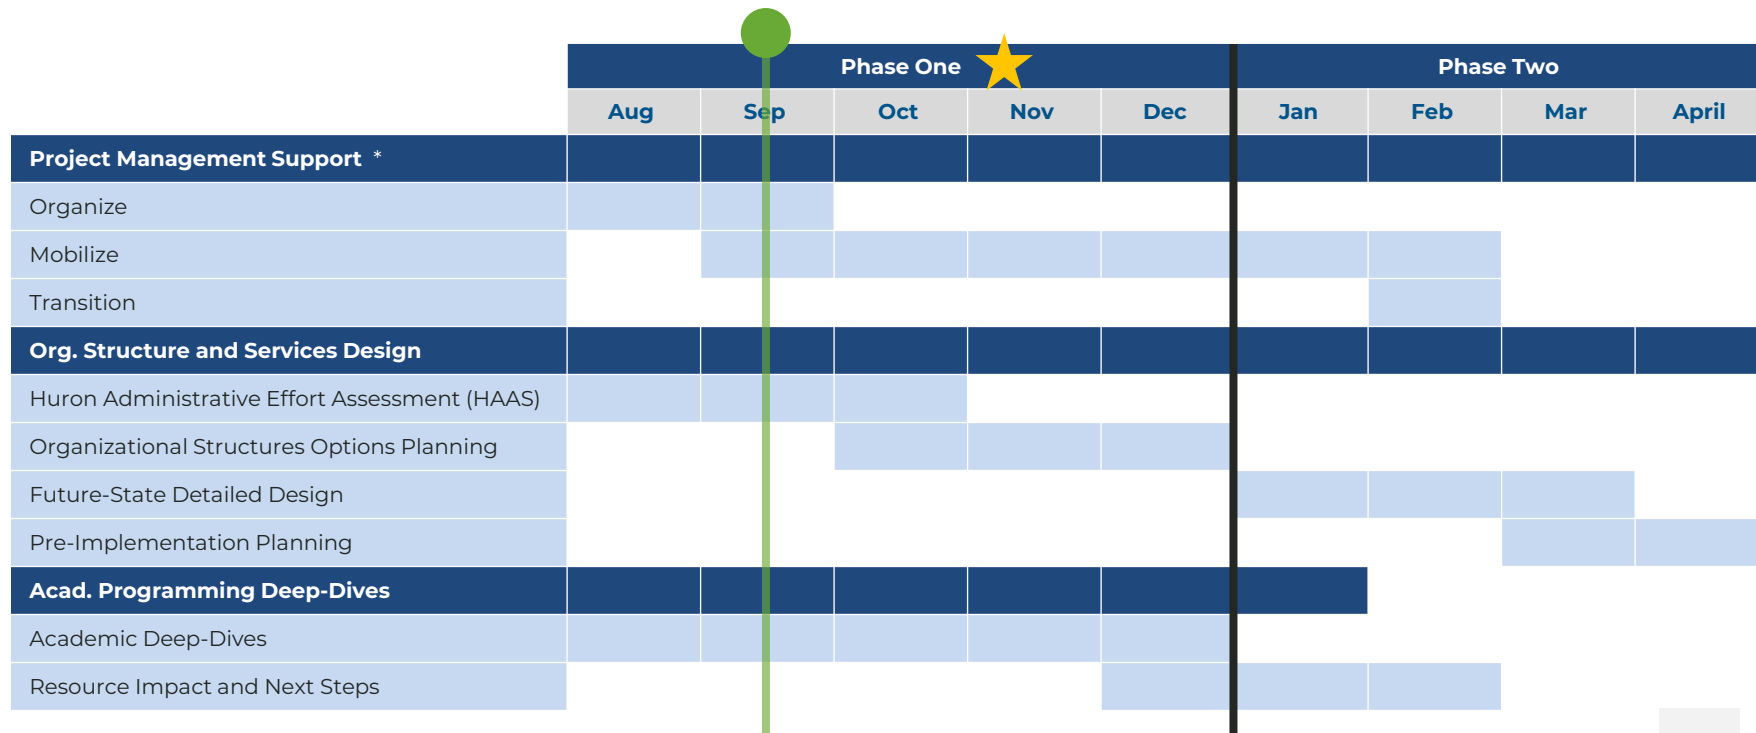 Phase One
Phase Two
Aug Sep Oct Nov Dec Jan Feb Mar April
Project Management Support *
Organize
Mobilize
Transition
Org. Structure and Services Design
Huron Administrative Effort Assessment (HAAS)
Organizational Structures Options Planning
Future-State Detailed Design
Pre-Implementation Planning
Acad. Programming Deep-Dives
Academic Deep-Dives
Resource Impact and Next Steps